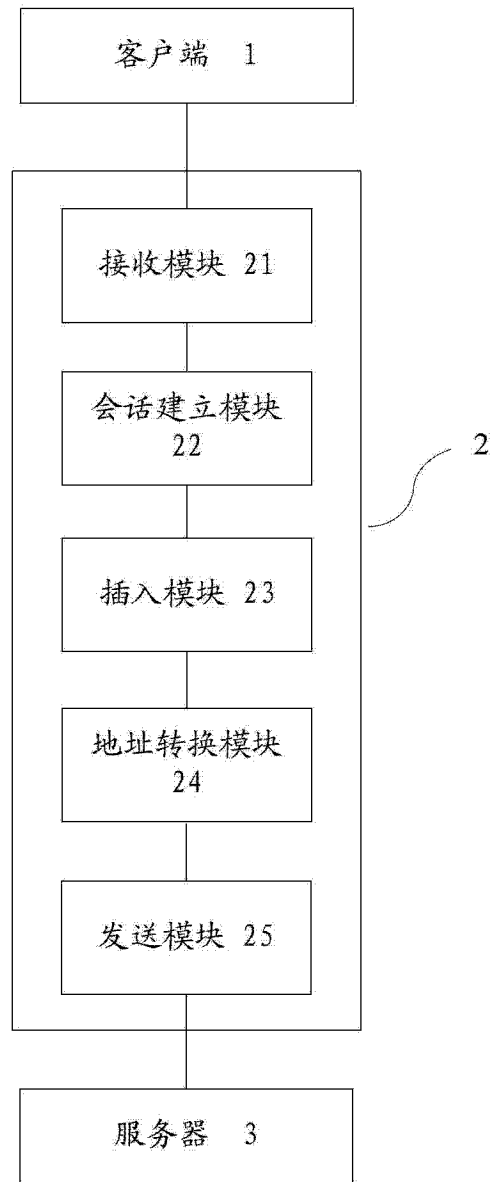 客户端 1
接收模块 21
会话建立模块
22
2
插入模块 23
地址转换模块
24
发送模块 25
服务器 3